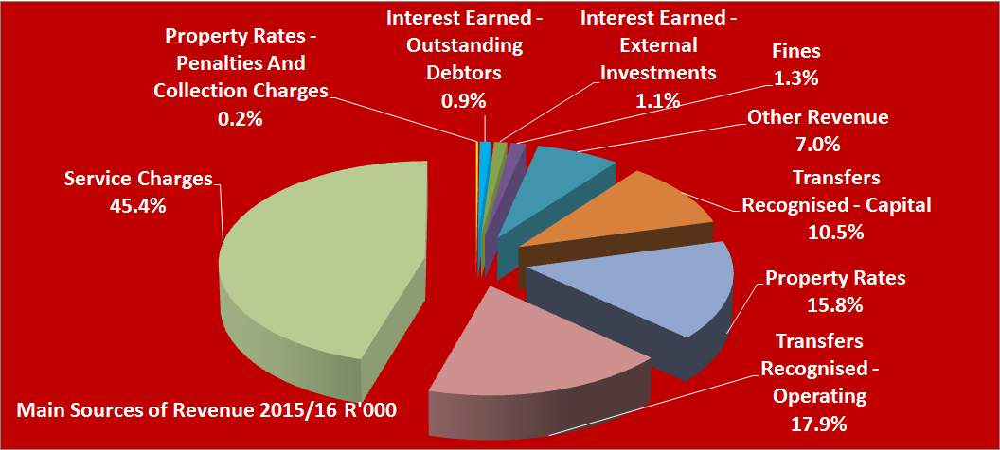 Property Rates -
Penalties And
Collection Charges
0.2%
Interest Earned -
Outstanding
Debtors
0.9%
Interest Earned -
External
Investments
1.1%
Fines
1.3%
Other Revenue
7.0%
Transfers
Recognised - Capital
10.5%
Property Rates
15.8%
Transfers
Recognised -
Operating
17.9%
Service Charges
45.4%
Main Sources of Revenue 2015/16 R'000